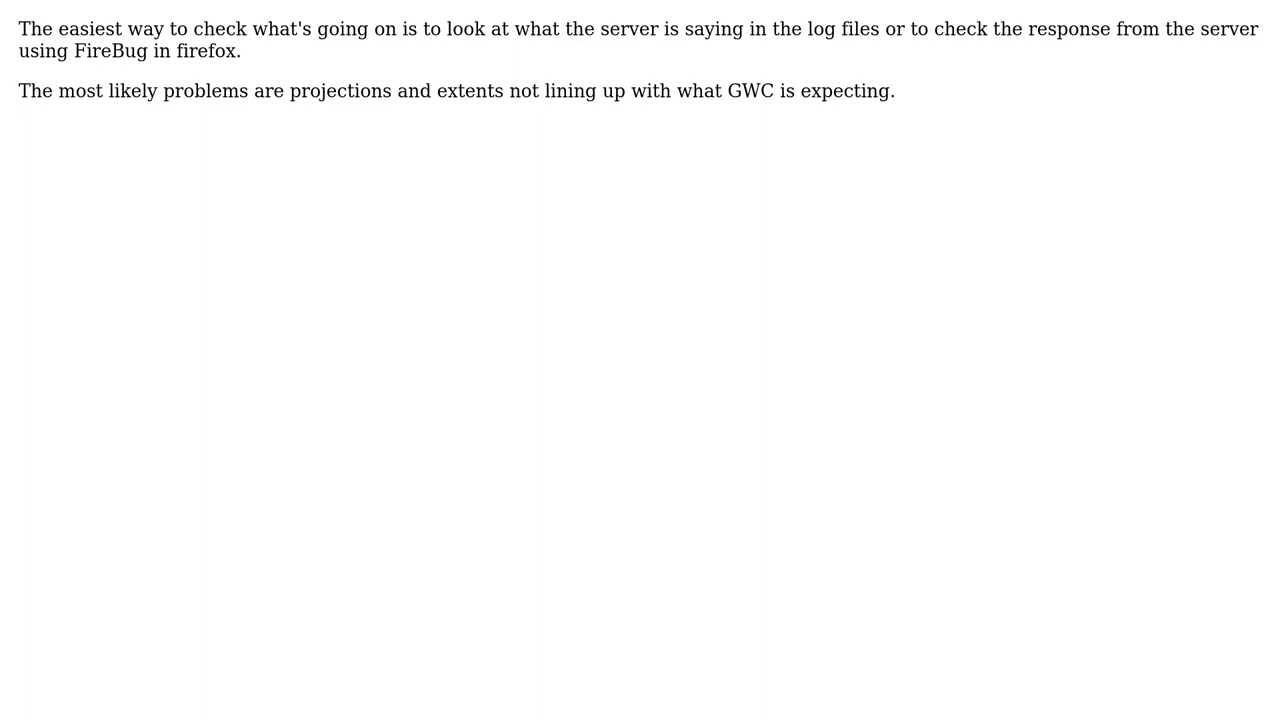 The easiest way to check what's going on is to look at what the server is saying in the log files or to check the response from the server
using FireBug in firefox.
The most likely problems are projections and extents not lining up with what GWC is expecting.